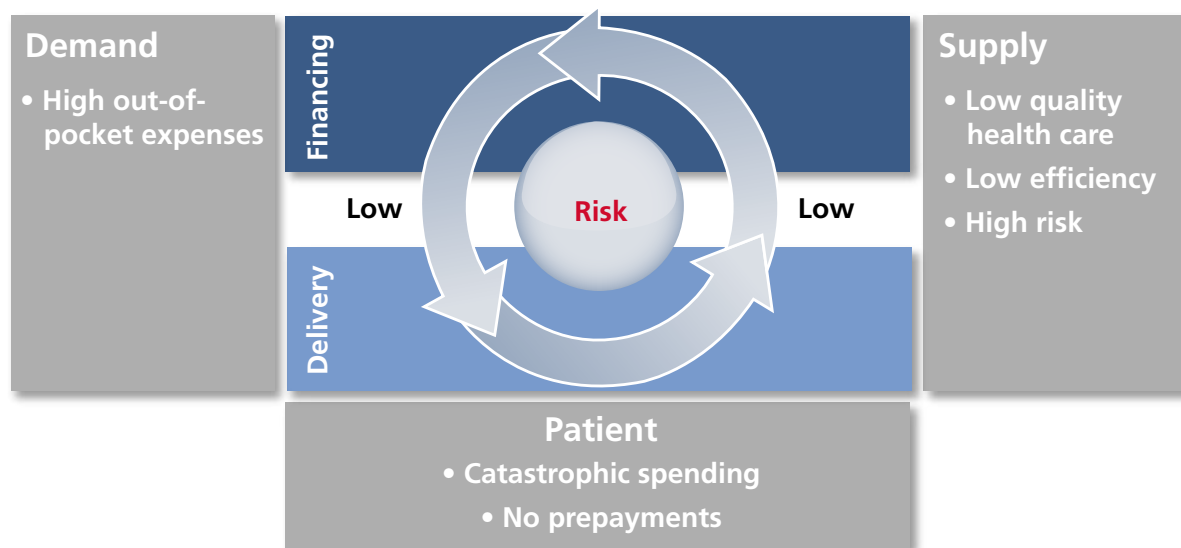 Demand
• High out-of-
pocket expenses
Financing
Low
Risk
Low
Delivery
Supply
• Low quality
health care
• Low efficiency
• High risk
Patient
• Catastrophic spending
• No prepayments